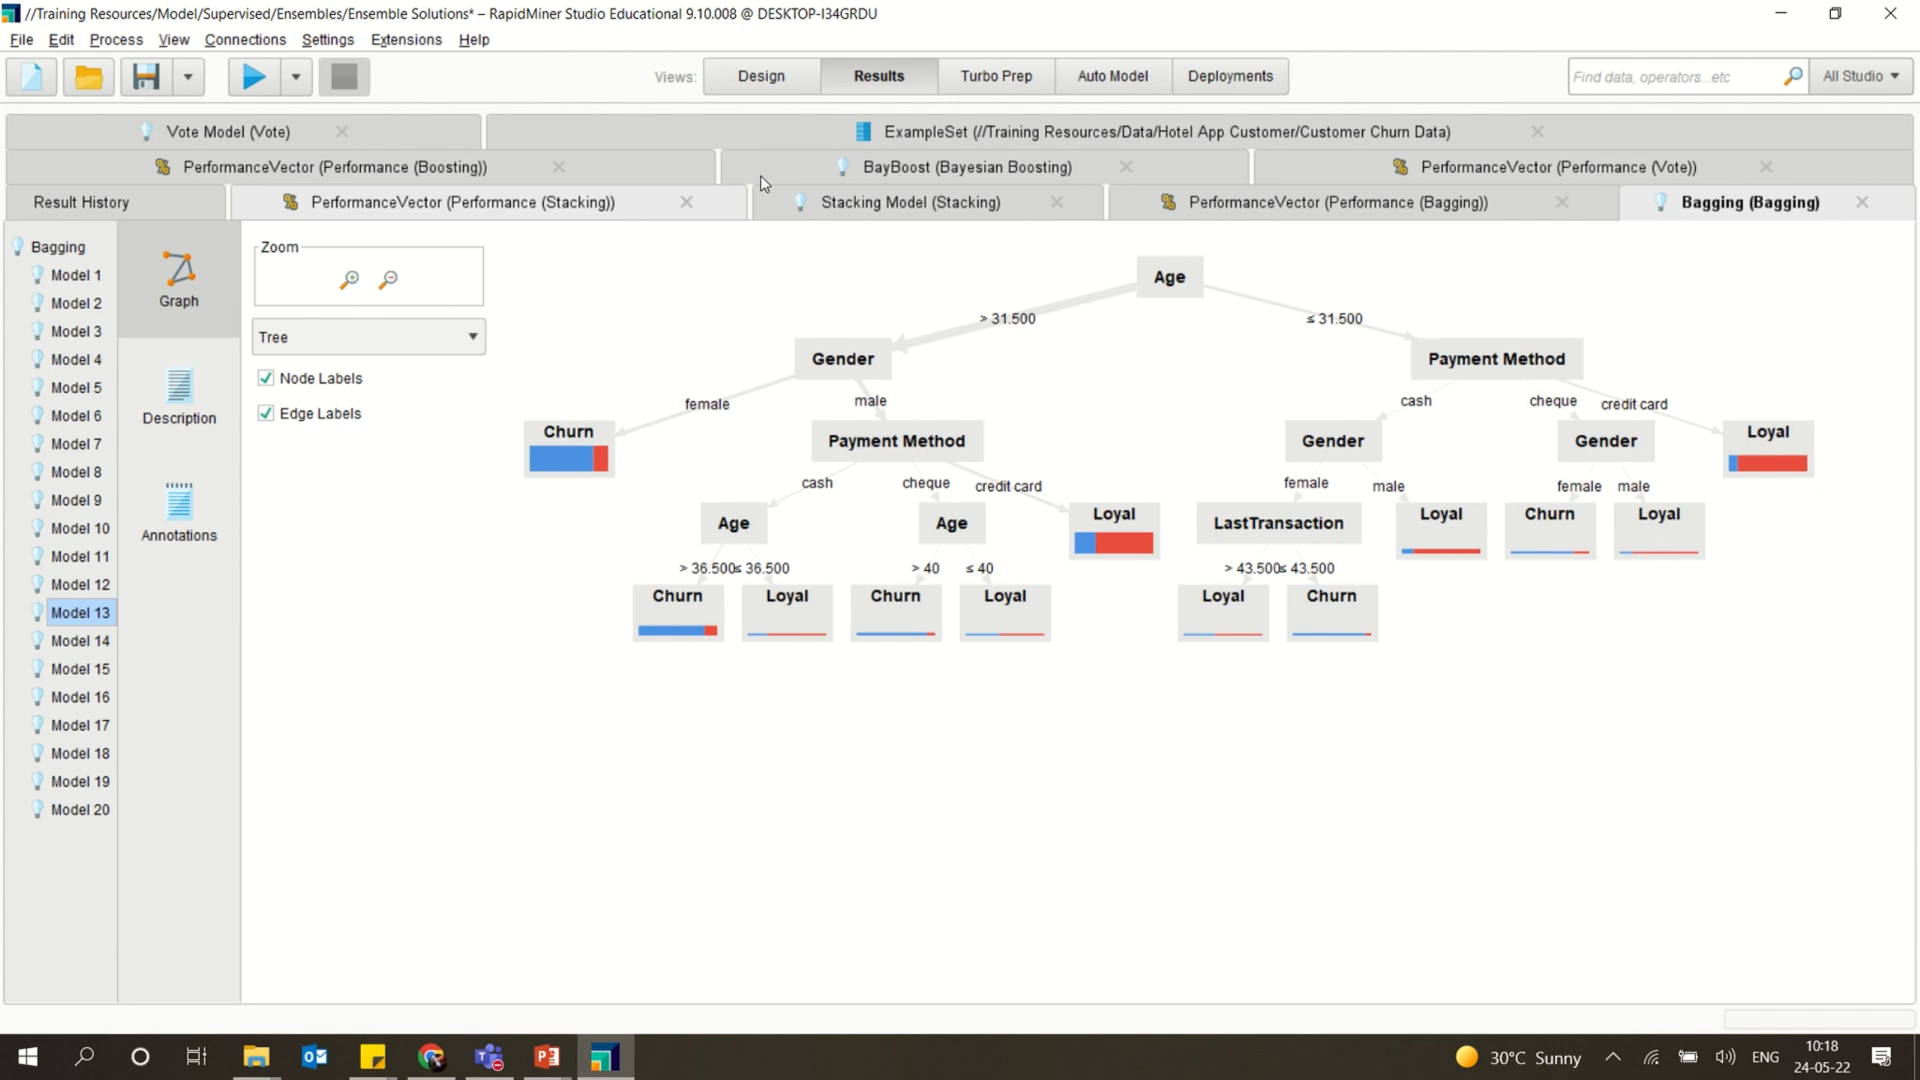 //Training Resources/Model/Supervised/Ensembles/Ensemble Solutions* – RapidMiner Studio Educational 9.10.008 @ DESKTOP-I34GRDU
File Edit Process View Connections Settings Extensions Help
Views: Design Results Turbo Prep Auto Model Deployments
Find data, operators...etc
All Studio
Vote Model (Vote)
ExampleSet (//Training Resources/Data/Hotel App Customer/Customer Churn Data)
PerformanceVector (Performance (Boosting))
BayBoost (Bayesian Boosting)
PerformanceVector (Performance (Vote))
Result History
PerformanceVector (Performance (Stacking))
Stacking Model (Stacking)
PerformanceVector (Performance (Bagging))
Bagging (Bagging)
Bagging
Model 1
Model 2
Model 3
Model 4
Model 5
Model 6
Model 7
Model 8
Model 9
Model 10
Model 11
Model 12
Model 13
Model 14
Model 15
Model 16
Model 17
Model 18
Model 19
Model 20
Graph
Description
Annotations
Zoom
Tree
Node Labels
Edge Labels
Age
> 31.500 ≤ 31.500
Gender Payment Method
female male cash cheque credit card
Churn Payment Method Gender Gender Loyal
cash cheque credit card female male female male
Age Age Loyal LastTransaction Loyal Churn Loyal
> 36.500 ≤ 36.500 > 40 ≤ 40 > 43.500 ≤ 43.500
Churn Loyal Churn Loyal Loyal Churn
30°C Sunny
ENG
10:18
24-05-22